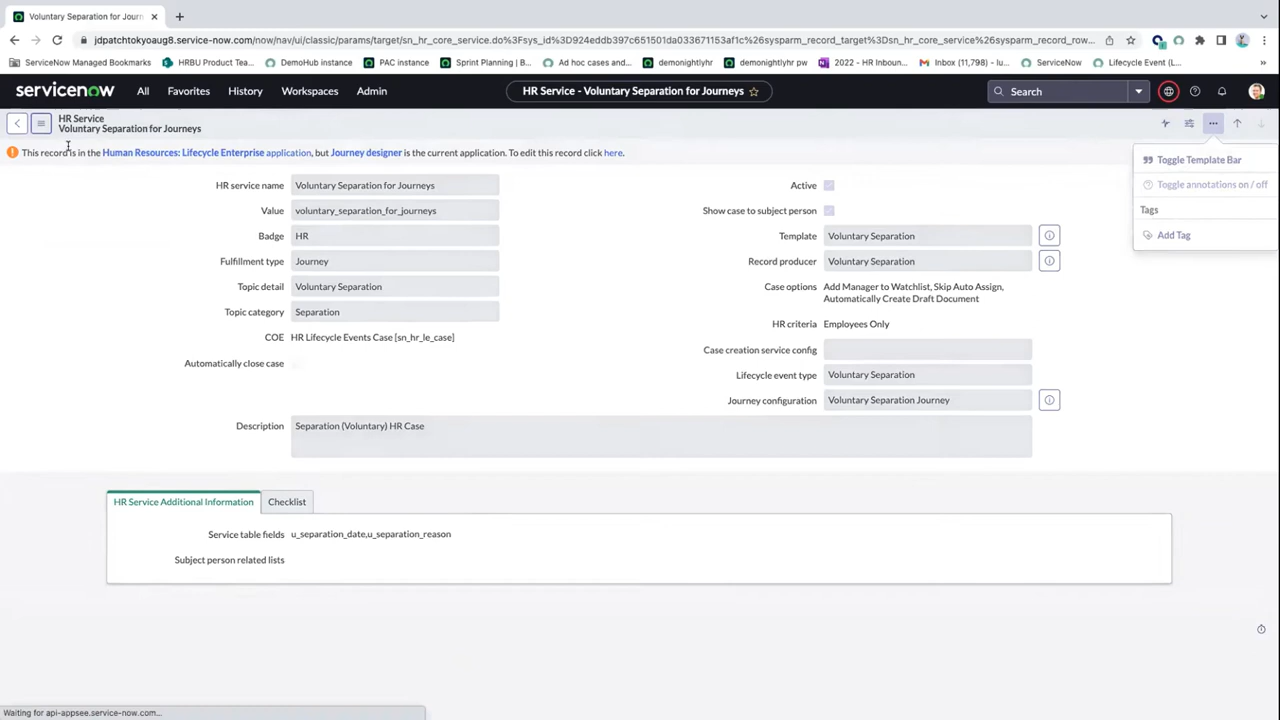 Voluntary Separation for Journ
jdpatchtokyoaug8.service-now.com/now/nav/ui/classic/params/target/sn_hr_core_service.do%3Fsys_id%3D924eddb397c651501da033671153af1c%26sysparm_record_target%3Dsn_hr_core_service%26sysparm_record_row...
ServiceNow Managed Bookmarks HRBU Product Tea... DemoHub instance PAC instance Sprint Planning | B... Ad hoc cases and... demonightlyhr demonightlyhr pw 2022 - HR Inboun... Inbox (11,798) - lu... ServiceNow Lifecycle Event (L... »
servicenow All Favorites History Workspaces Admin HR Service - Voluntary Separation for Journeys Search
HR Service
Voluntary Separation for Journeys
This record is in the Human Resources: Lifecycle Enterprise application, but Journey designer is the current application. To edit this record click here.
Toggle Template Bar
Toggle annotations on / off
Tags
Add Tag
HR service name Voluntary Separation for Journeys
Value voluntary_separation_for_journeys
Badge HR
Fulfillment type Journey
Topic detail Voluntary Separation
Topic category Separation
COE HR Lifecycle Events Case [sn_hr_le_case]
Automatically close case
Active
Show case to subject person
Template Voluntary Separation
Record producer Voluntary Separation
Case options Add Manager to Watchlist, Skip Auto Assign,
Automatically Create Draft Document
HR criteria Employees Only
Case creation service config
Lifecycle event type Voluntary Separation
Journey configuration Voluntary Separation Journey
Description Separation (Voluntary) HR Case
HR Service Additional Information Checklist
Service table fields u_separation_date,u_separation_reason
Subject person related lists
Waiting for api-appsee.service-now.com...